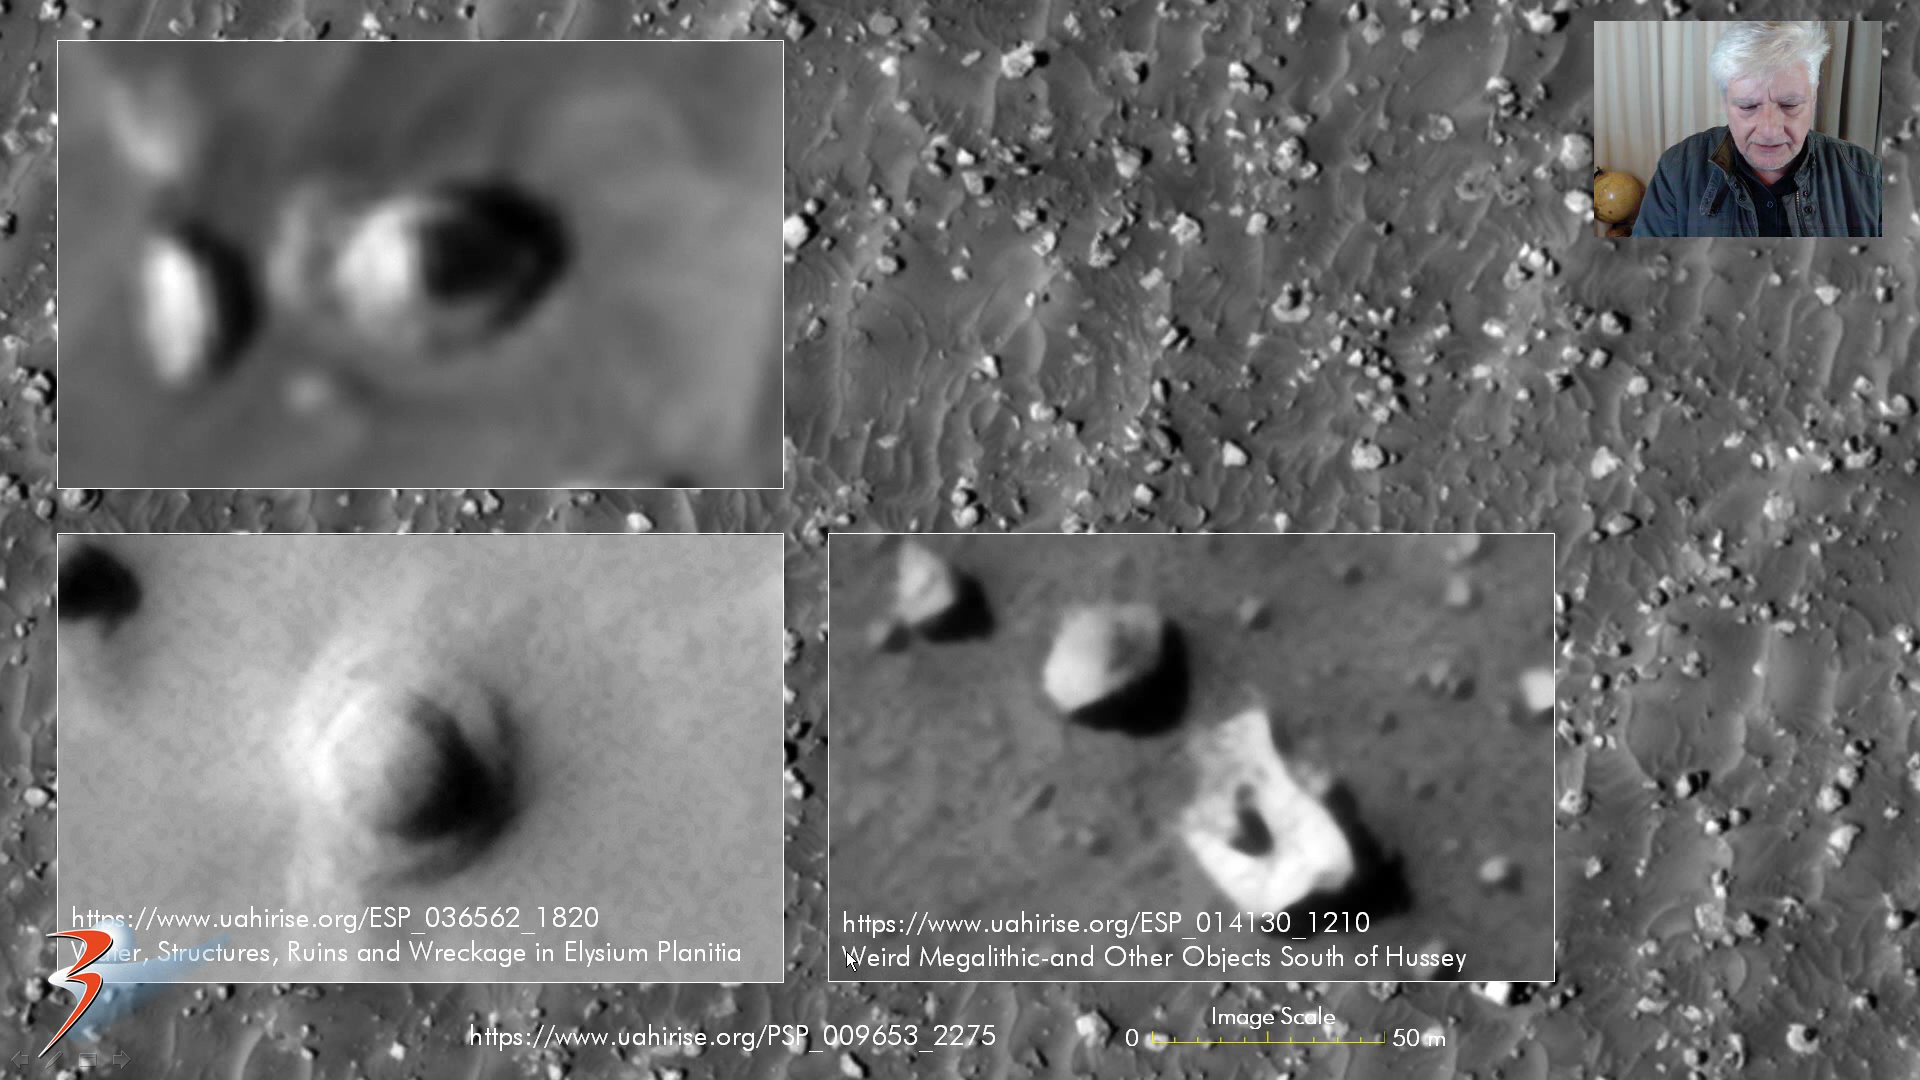 https://www.uahirise.org/ESP_036562_1820
Water, Structures, Ruins and Wreckage in Elysium Planitia
https://www.uahirise.org/ESP_014130_1210
Weird Megalithic-and Other Objects South of Hussey
https://www.uahirise.org/PSP_009653_2275
Image Scale
0 50 m